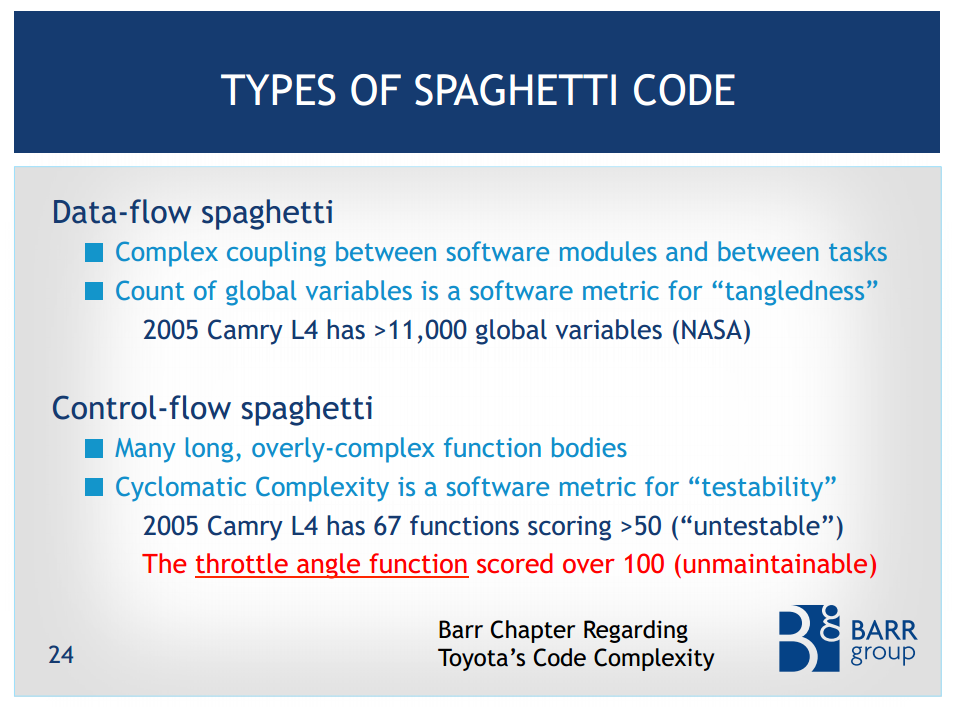 TYPES OF SPAGHETTI CODE
Data-flow spaghetti
Complex coupling between software modules and between tasks
Count of global variables is a software metric for “tangledness”
2005 Camry L4 has >11,000 global variables (NASA)
Control-flow spaghetti
Many long, overly-complex function bodies
Cyclomatic Complexity is a software metric for “testability”
2005 Camry L4 has 67 functions scoring >50 (“untestable”)
The throttle angle function scored over 100 (unmaintainable)
24
Barr Chapter Regarding
Toyota’s Code Complexity
Bg
BARR
group